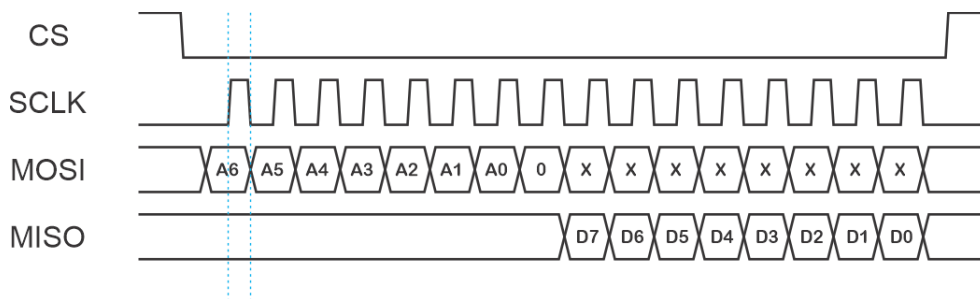 CS
SCLK
MOSI A6 A5 A4 A3 A2 A1 A0 0 X X X X X X X X
MISO D7 D6 D5 D4 D3 D2 D1 D0